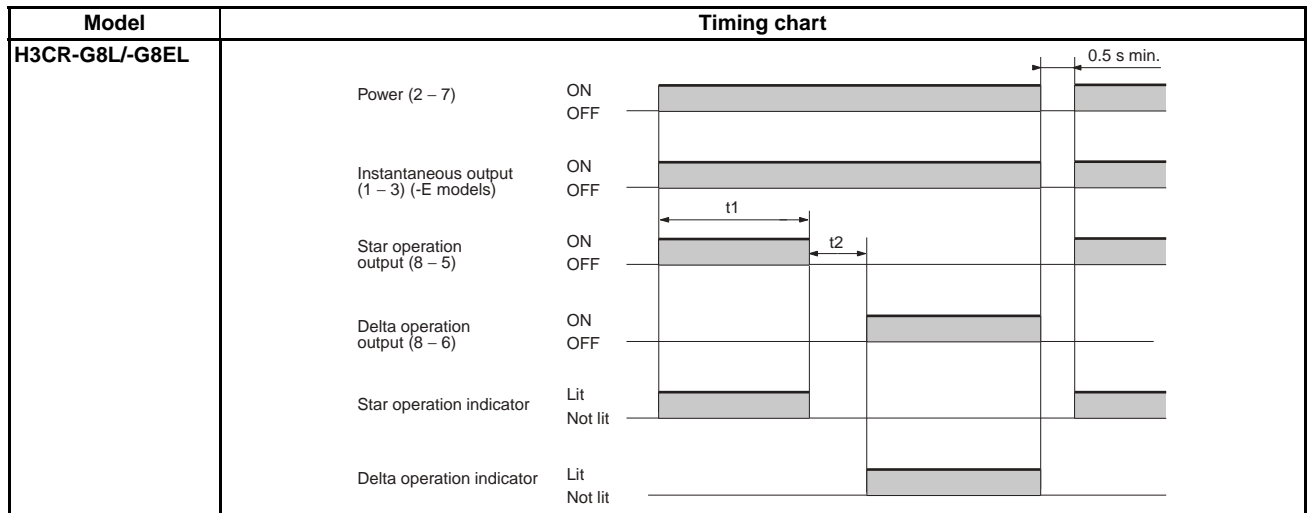 Model Timing chart
H3CR-G8L/-G8EL
0.5 s min.
Power (2 – 7) ON
OFF
Instantaneous output
(1 – 3) (-E models) ON
OFF
t1
Star operation
output (8 – 5) ON
OFF
t2
Delta operation
output (8 – 6) ON
OFF
Star operation indicator Lit
Not lit
Delta operation indicator Lit
Not lit